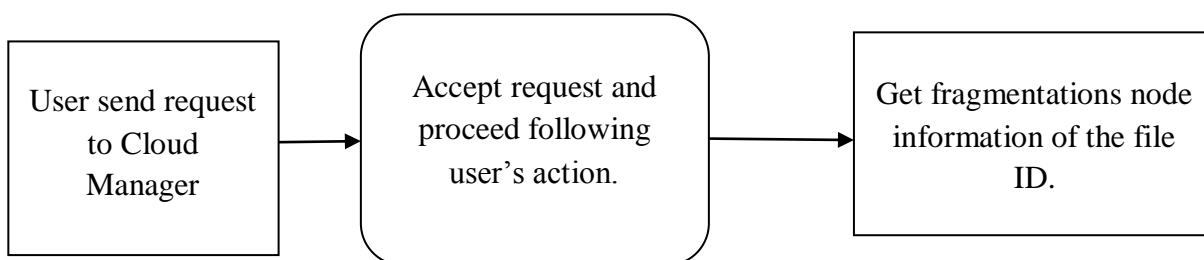 User send request
to Cloud
Manager
Accept request and
proceed following
user’s action.
Get fragmentations node
information of the file
ID.